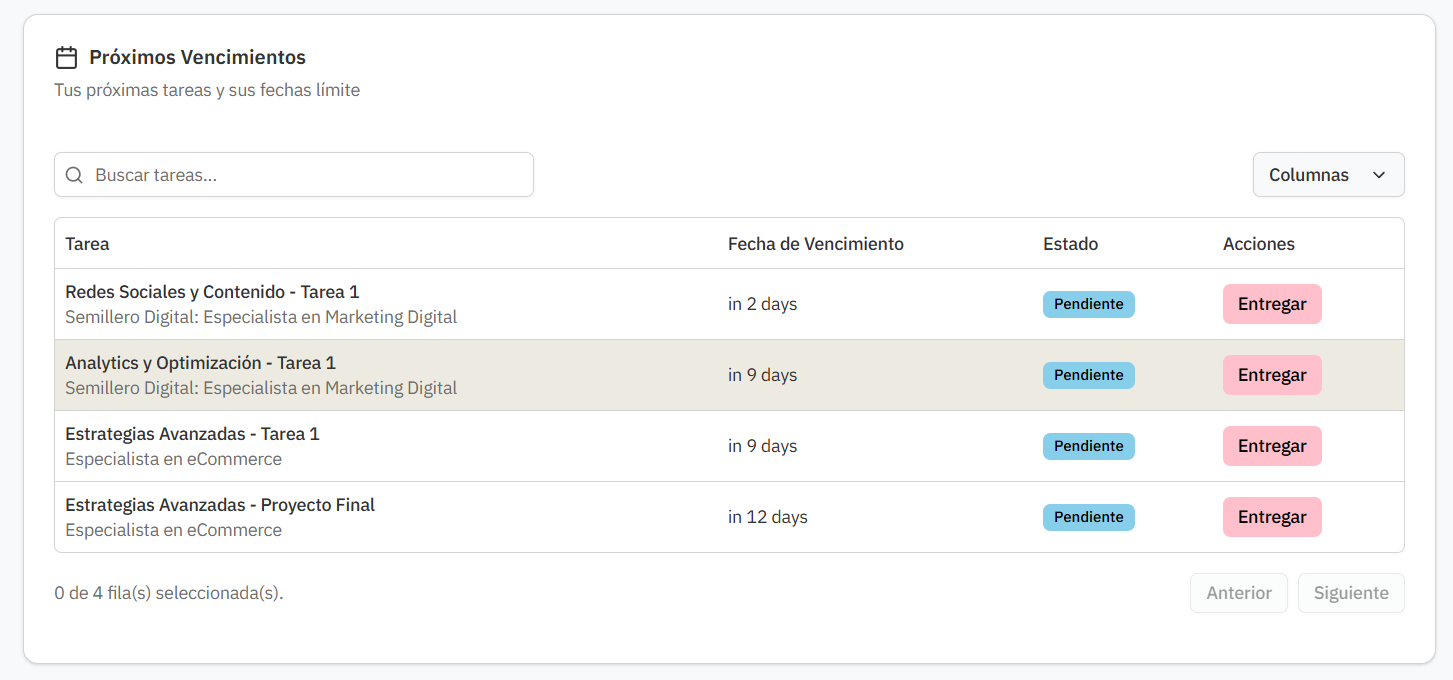 Próximos Vencimientos
Tus próximas tareas y sus fechas límite
Buscar tareas...
Columnas
Tarea Fecha de Vencimiento Estado Acciones
Redes Sociales y Contenido - Tarea 1
Semillero Digital: Especialista en Marketing Digital
in 2 days Pendiente Entregar
Analytics y Optimización - Tarea 1
Semillero Digital: Especialista en Marketing Digital
in 9 days Pendiente Entregar
Estrategias Avanzadas - Tarea 1
Especialista en eCommerce
in 9 days Pendiente Entregar
Estrategias Avanzadas - Proyecto Final
Especialista en eCommerce
in 12 days Pendiente Entregar
0 de 4 fila(s) seleccionada(s).
Anterior Siguiente